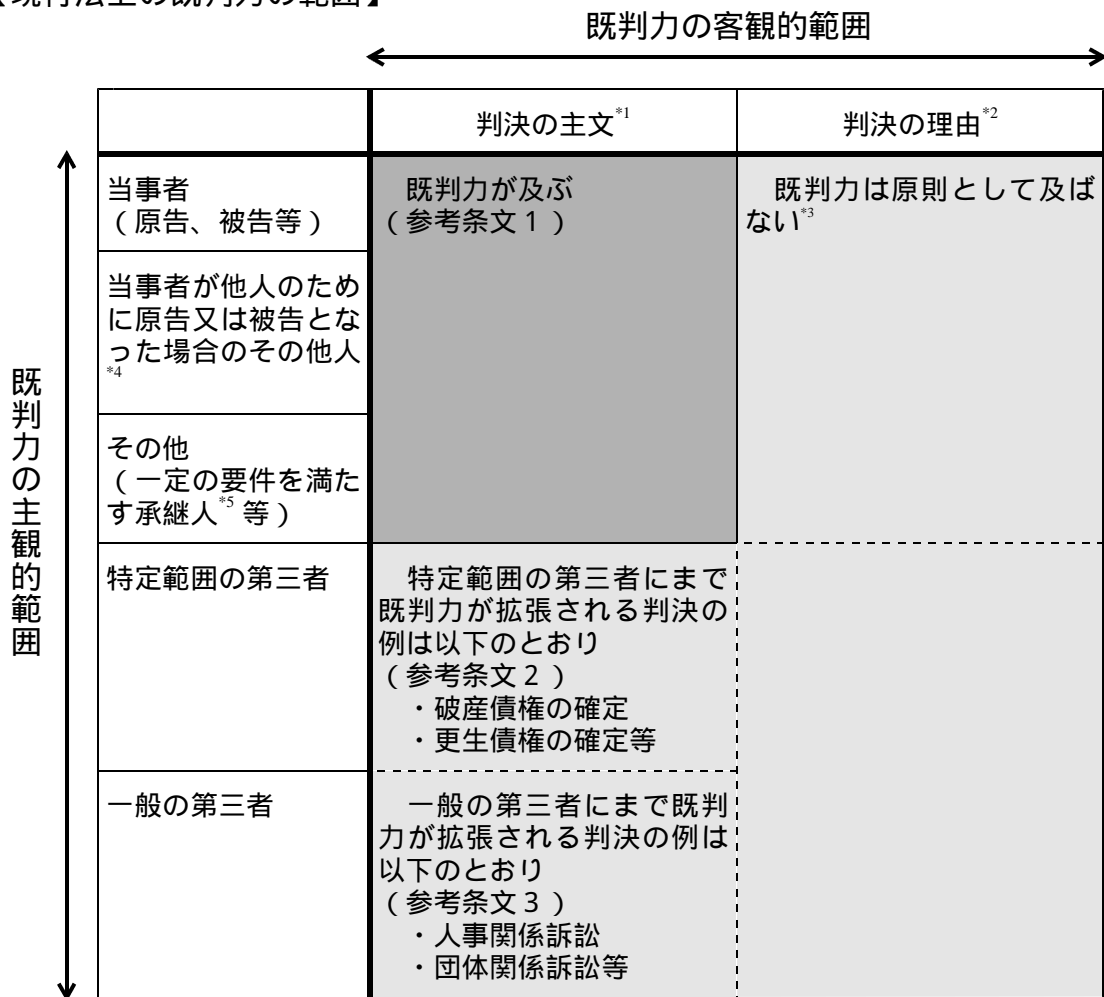 既判力の客観的範囲
判決の主文*1
判決の理由*2
既判力の主観的範囲
当事者
(原告、被告等)
既判力が及ぶ
(参考条文1)
既判力は原則として及ば
ない*3
当事者が他人のため
に原告又は被告とな
った場合のその他人
*4
その他
(一定の要件を満た
す承継人*5等)
特定範囲の第三者
特定範囲の第三者にまで
既判力が拡張される判決の
例は以下のとおり
(参考条文2)
・破産債権の確定
・更生債権の確定等
一般の第三者
一般の第三者にまで既判
力が拡張される判決の例は
以下のとおり
(参考条文3)
・人事関係訴訟
・団体関係訴訟等